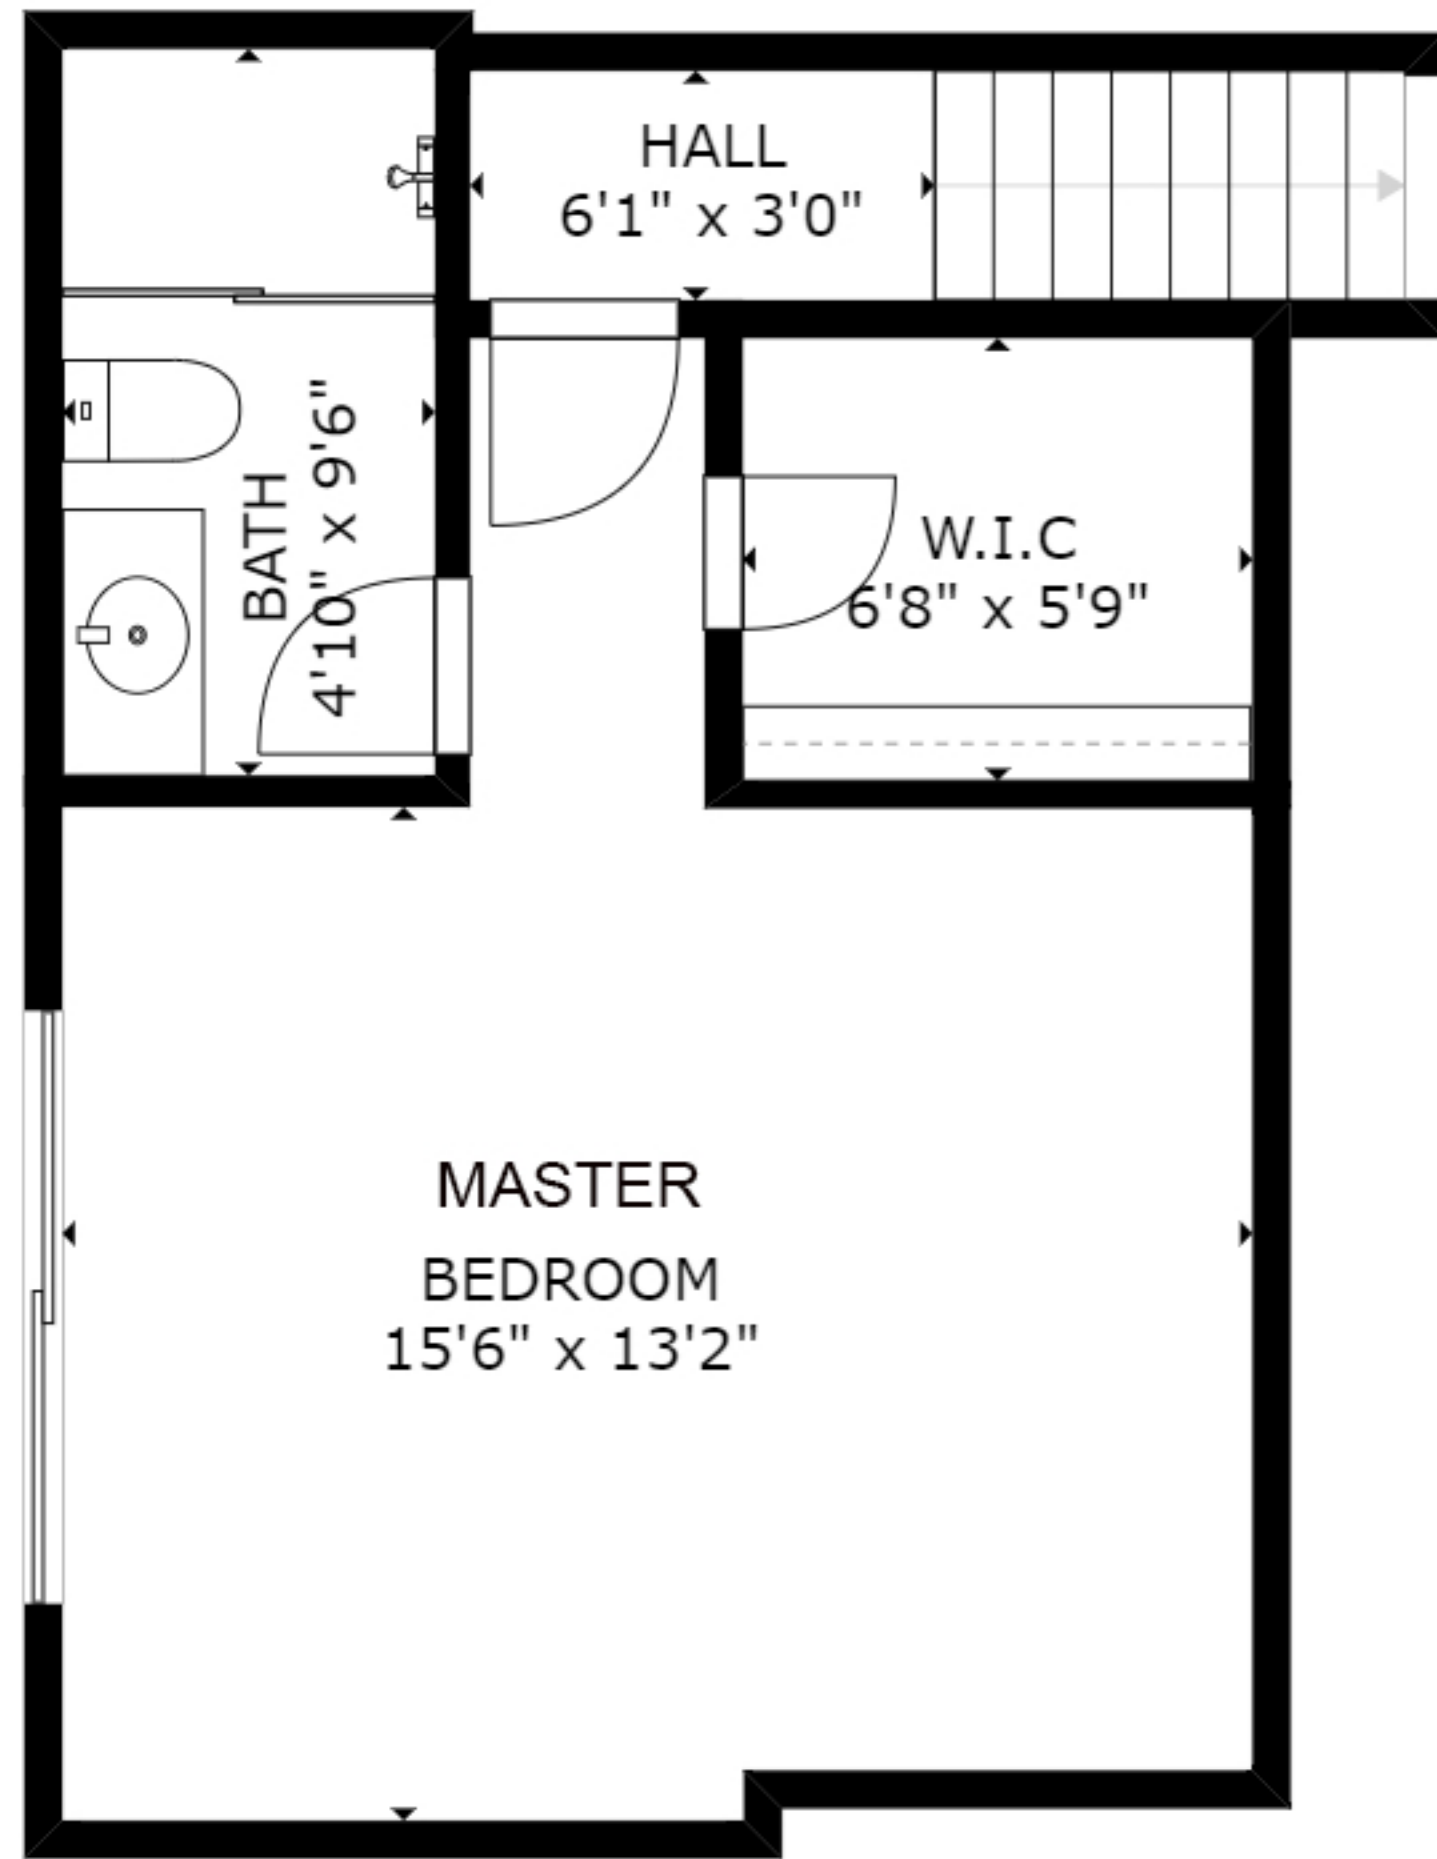 HALL
6'1" x 3'0"
BATH
4'10" x 9'6"
W.I.C
6'8" x 5'9"
MASTER
BEDROOM
15'6" x 13'2"